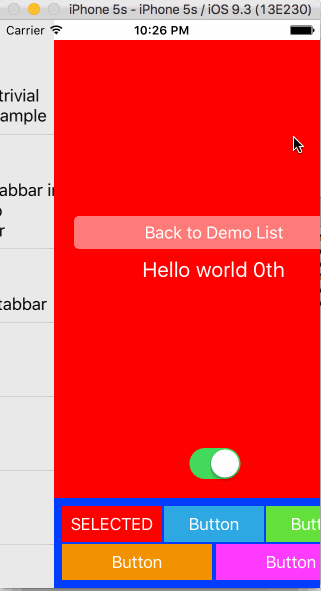 iPhone 5s - iPhone 5s / iOS 9.3 (13E230)
Carrier 10:26 PM
trivial
ample
tabbar in
r
tabbar
Back to Demo List
Hello world 0th
SELECTED Button Butt
Button Button